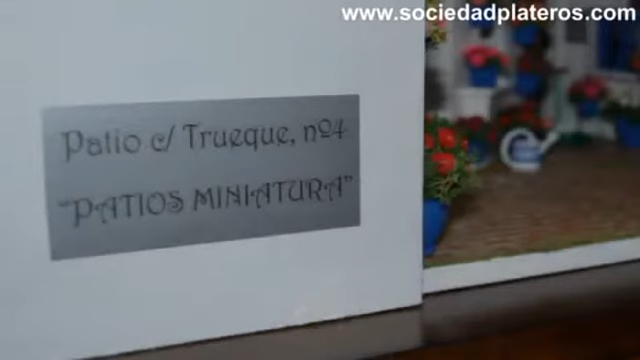 www.sociedadplateros.com
Patio c/ Trueque, nº4
"PATIOS MINIATURA"